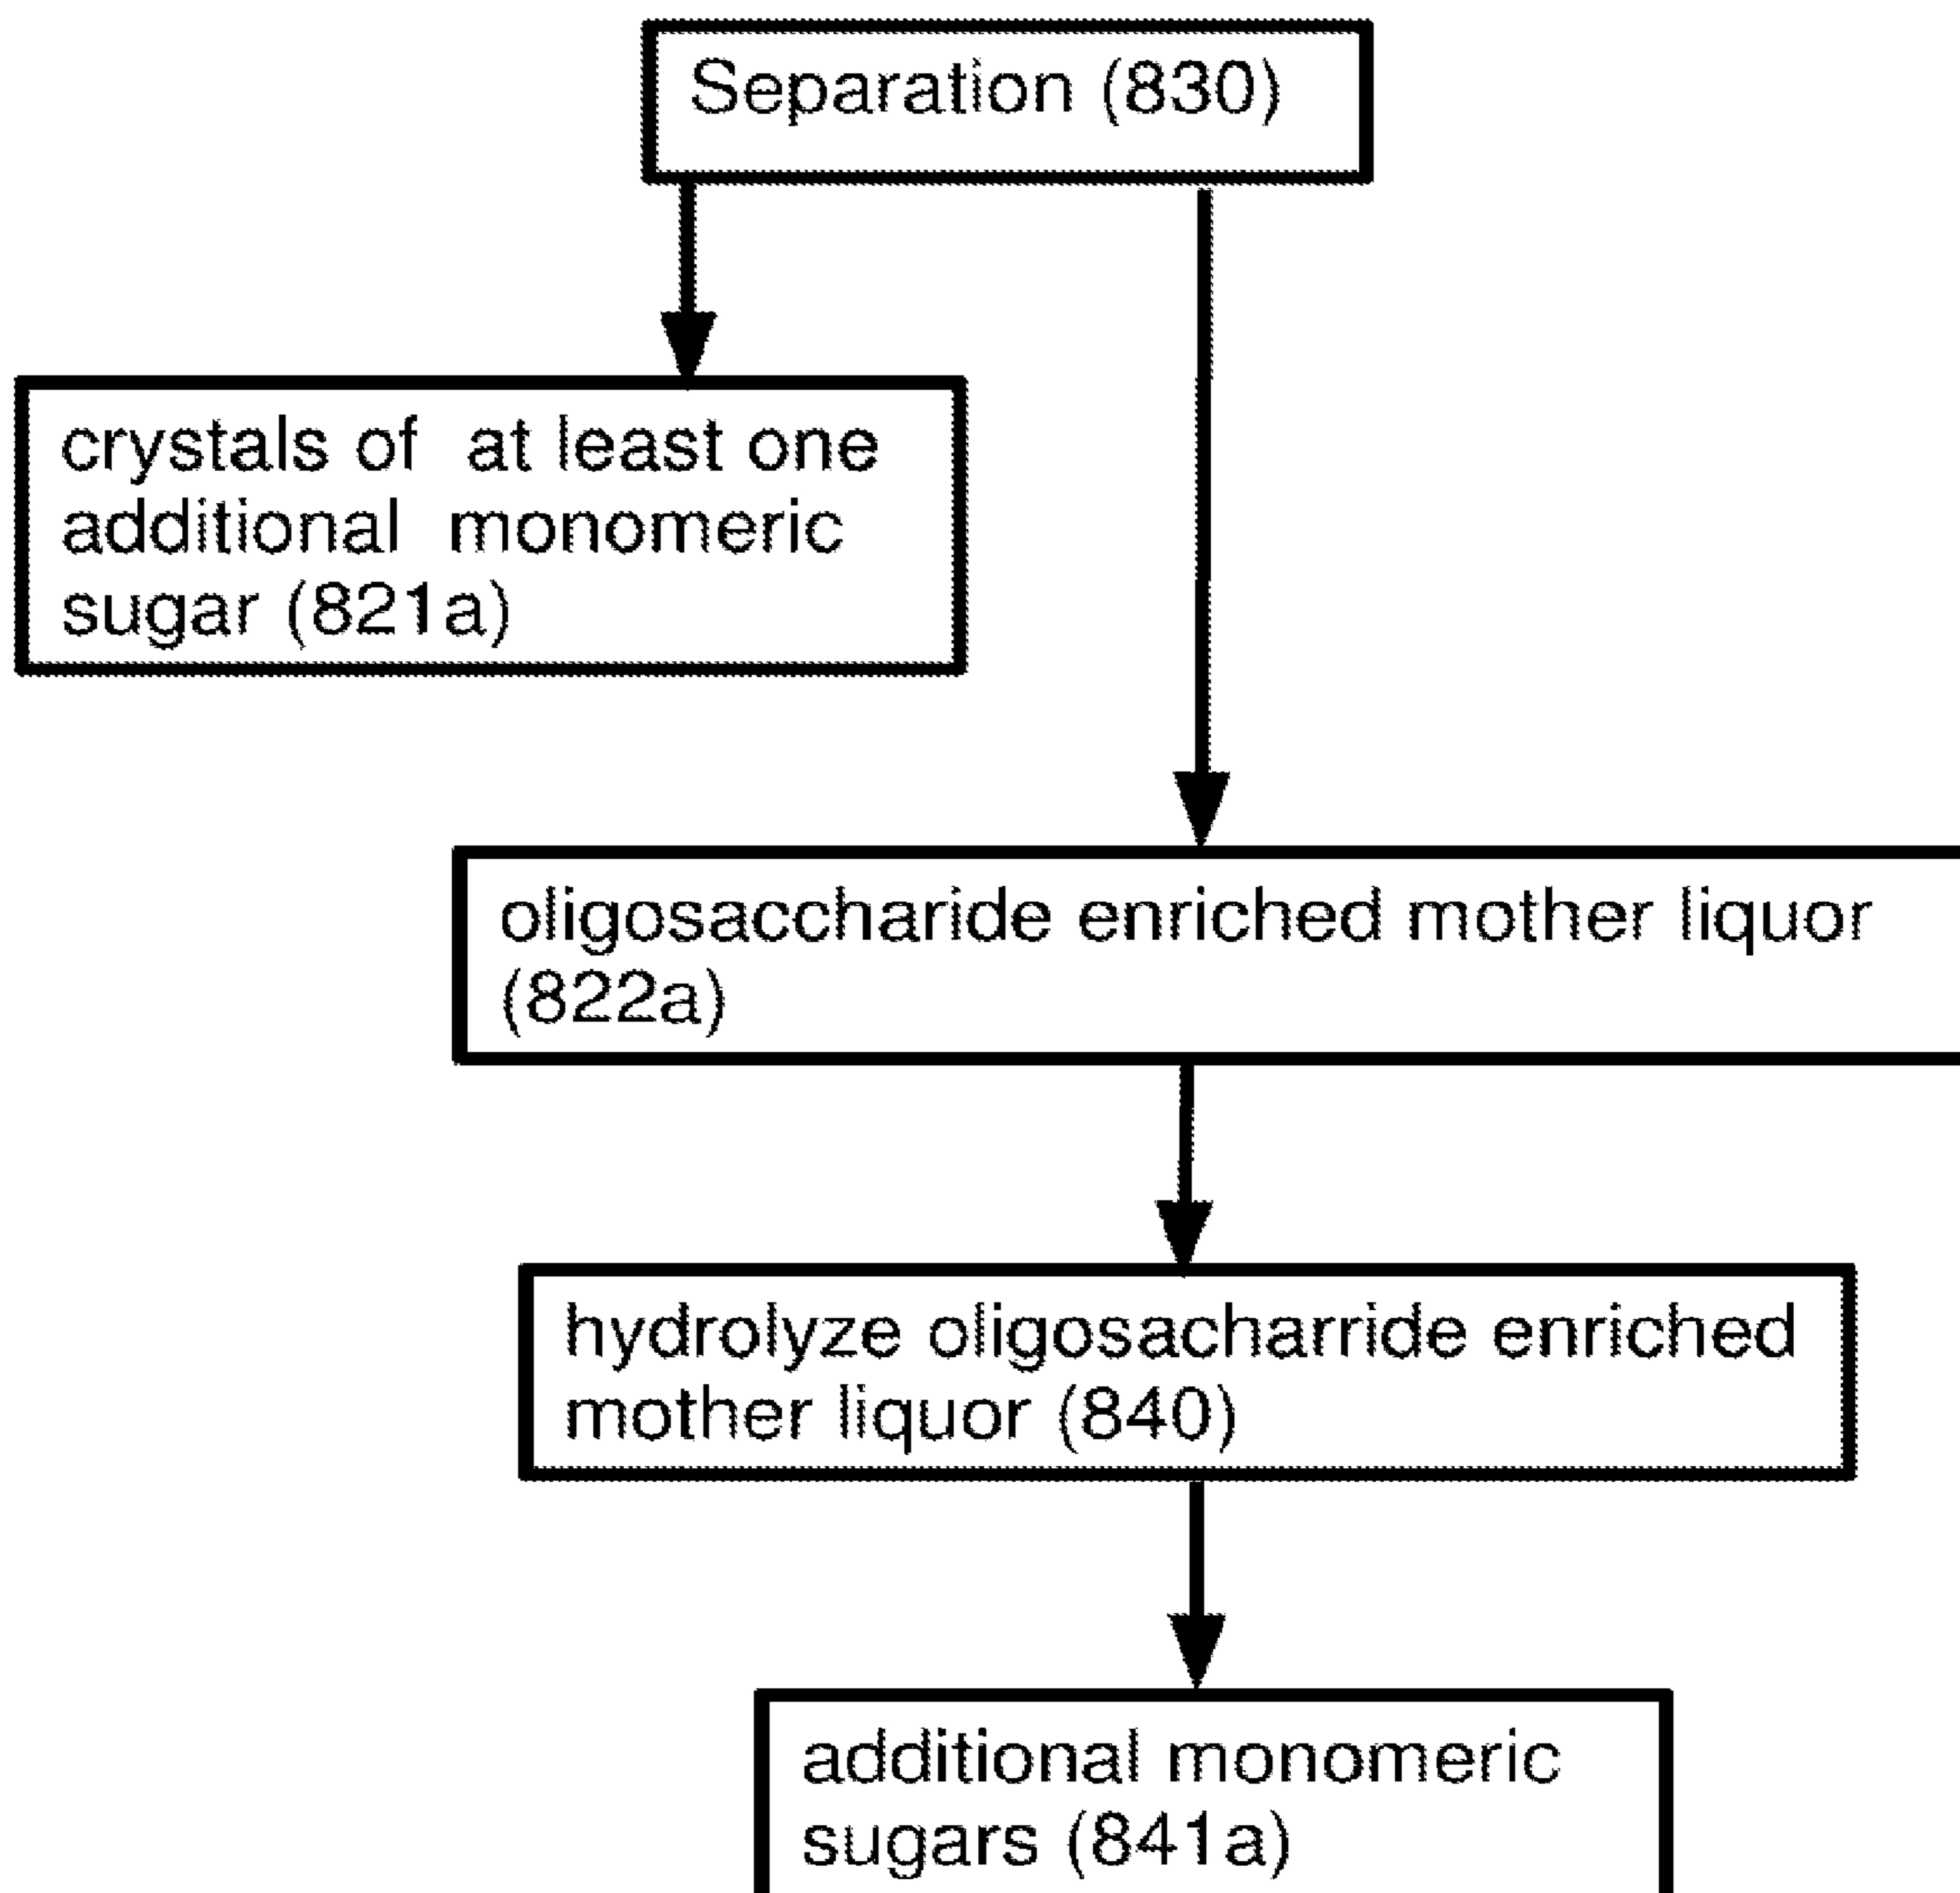 Separation (830)
crystals of at least one
additional monomeric
sugar (821a)
oligosaccharide enriched mother liquor
(822a)
hydrolyze oligosacharride enriched
mother liquor (840)
additional monomeric
sugars (841a)